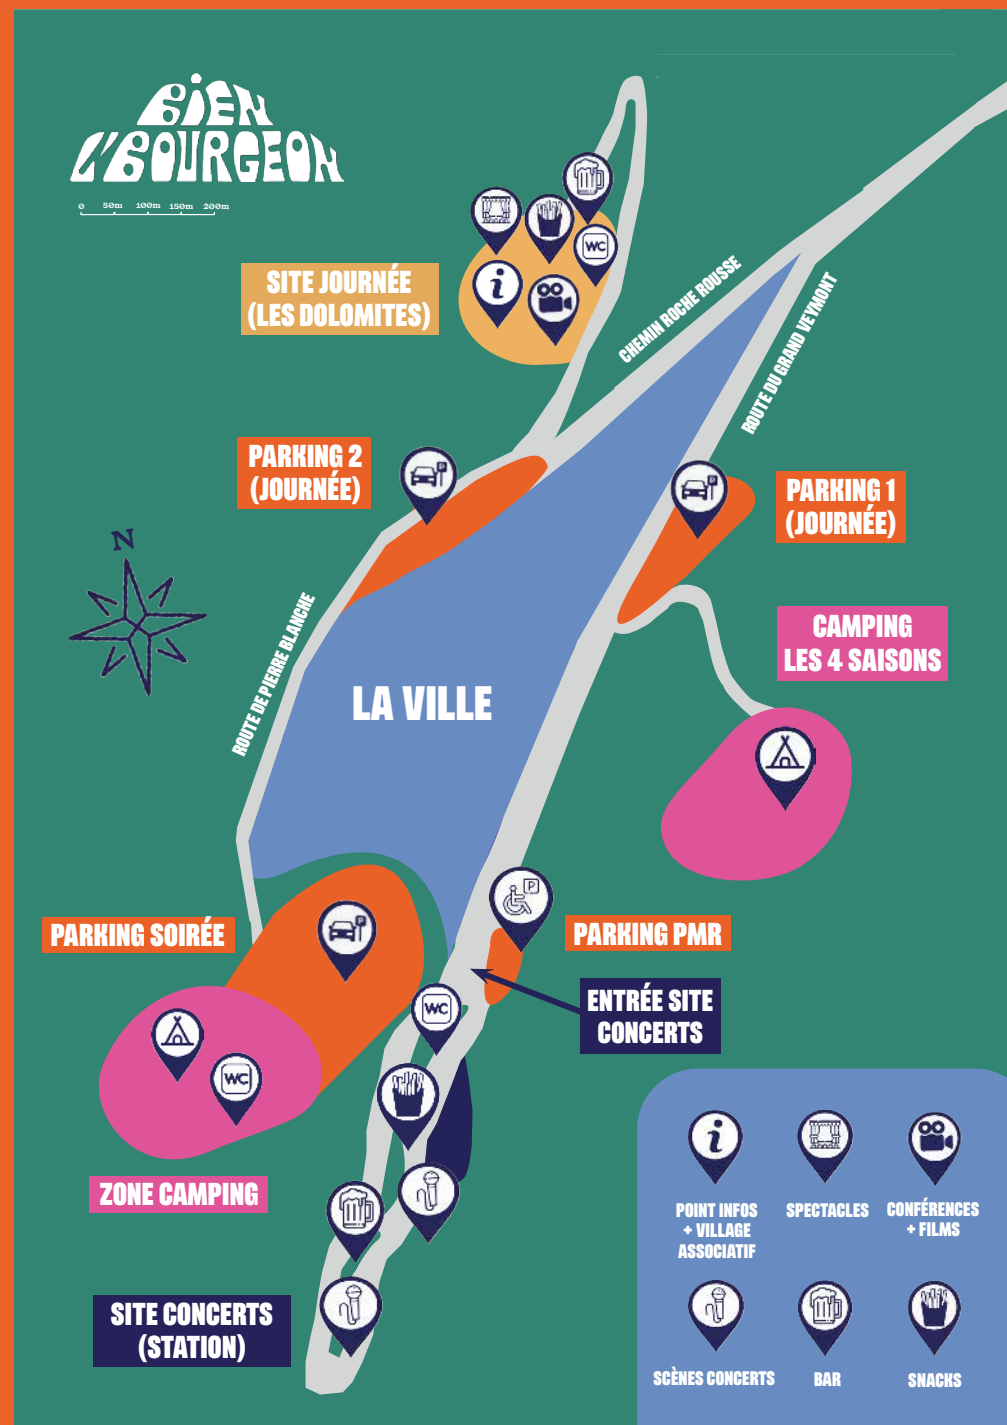 BIEN
L'BOURGEON
0 50m 100m 150m 200m
SITE JOURNÉE
(LES DOLOMITES)
WC
i
CHEMIN ROCHE ROUSSE
ROUTE DU GRAND VEYMONT
PARKING 2
(JOURNÉE)
P
P
PARKING 1
(JOURNÉE)
N
ROUTE DE PIERRE BLANCHE
CAMPING
LES 4 SAISONS
LA VILLE
P
PARKING SOIRÉE
P
PARKING PMR
ENTRÉE SITE
CONCERTS
WC
WC
ZONE CAMPING
SITE CONCERTS
(STATION)
i
POINT INFOS
+ VILLAGE
ASSOCIATIF
SPECTACLES
CONFÉRENCES
+ FILMS
SCÈNES CONCERTS
BAR
SNACKS